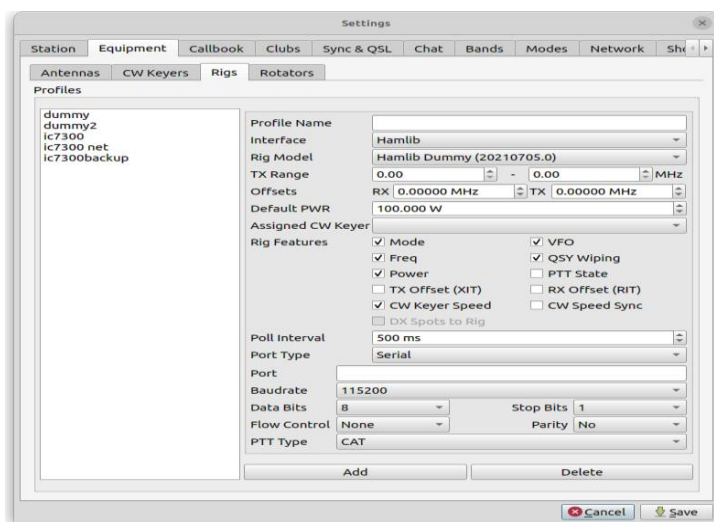 Settings
Station Equipment Callbook Clubs Sync & QSL Chat Bands Modes Network
Antennas CW Keyers Rigs Rotators
Profiles
dummy
dummy2
ic7300
ic7300 net
ic7300backup
Profile Name
Interface Hamlib
Rig Model Hamlib Dummy (20210705.0)
TX Range 0.00 - 0.00 MHz
Offsets RX 0.00000 MHz TX 0.00000 MHz
Default PWR 100.000 W
Assigned CW Keyer
Rig Features Mode VFO
Freq QSY Wiping
Power PTT State
TX Offset (XIT) RX Offset (RIT)
CW Keyer Speed CW Speed Sync
DX Spots to Rig
Poll Interval 500 ms
Port Type Serial
Port
Baudrate 115200
Data Bits 8 Stop Bits 1
Flow Control None Parity No
PTT Type CAT
Add Delete
Cancel Save